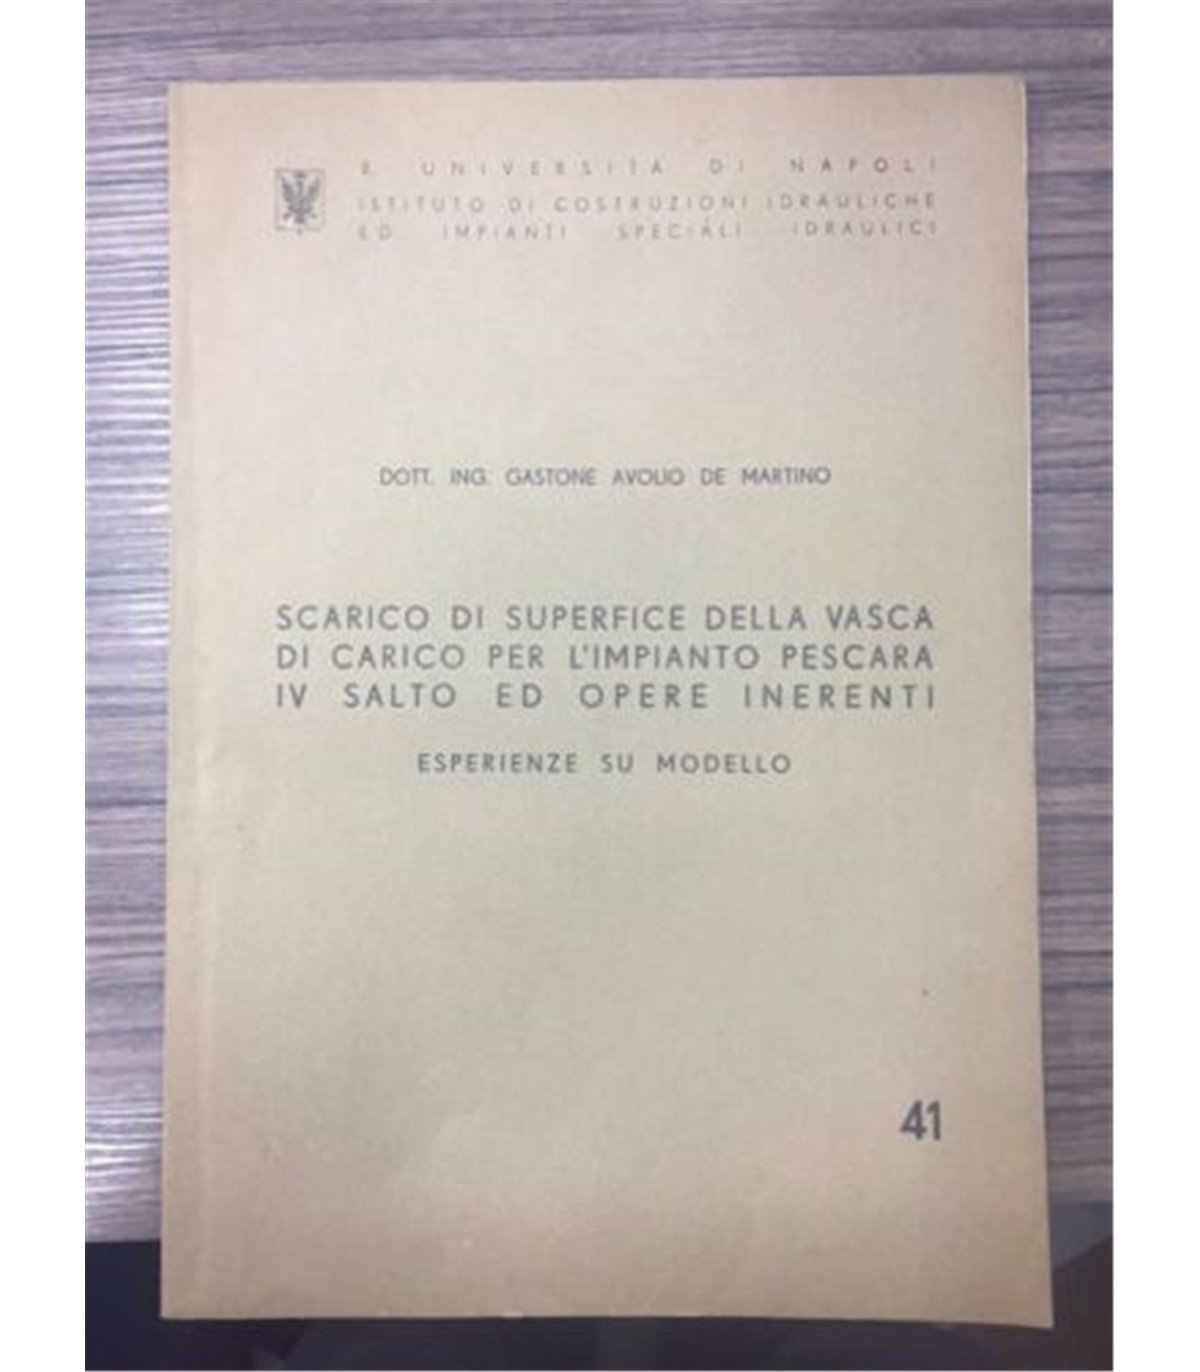 R. UNIVERSITÀ DI NAPOLI
ISTITUTO DI COSTRUZIONI IDRAULICHE
ED IMPIANTI SPECIALI IDRAULICI
DOTT. ING. GASTONE AVOLIO DE MARTINO
SCARICO DI SUPERFICE DELLA VASCA
DI CARICO PER L'IMPIANTO PESCARA
IV SALTO ED OPERE INERENTI
ESPERIENZE SU MODELLO
41